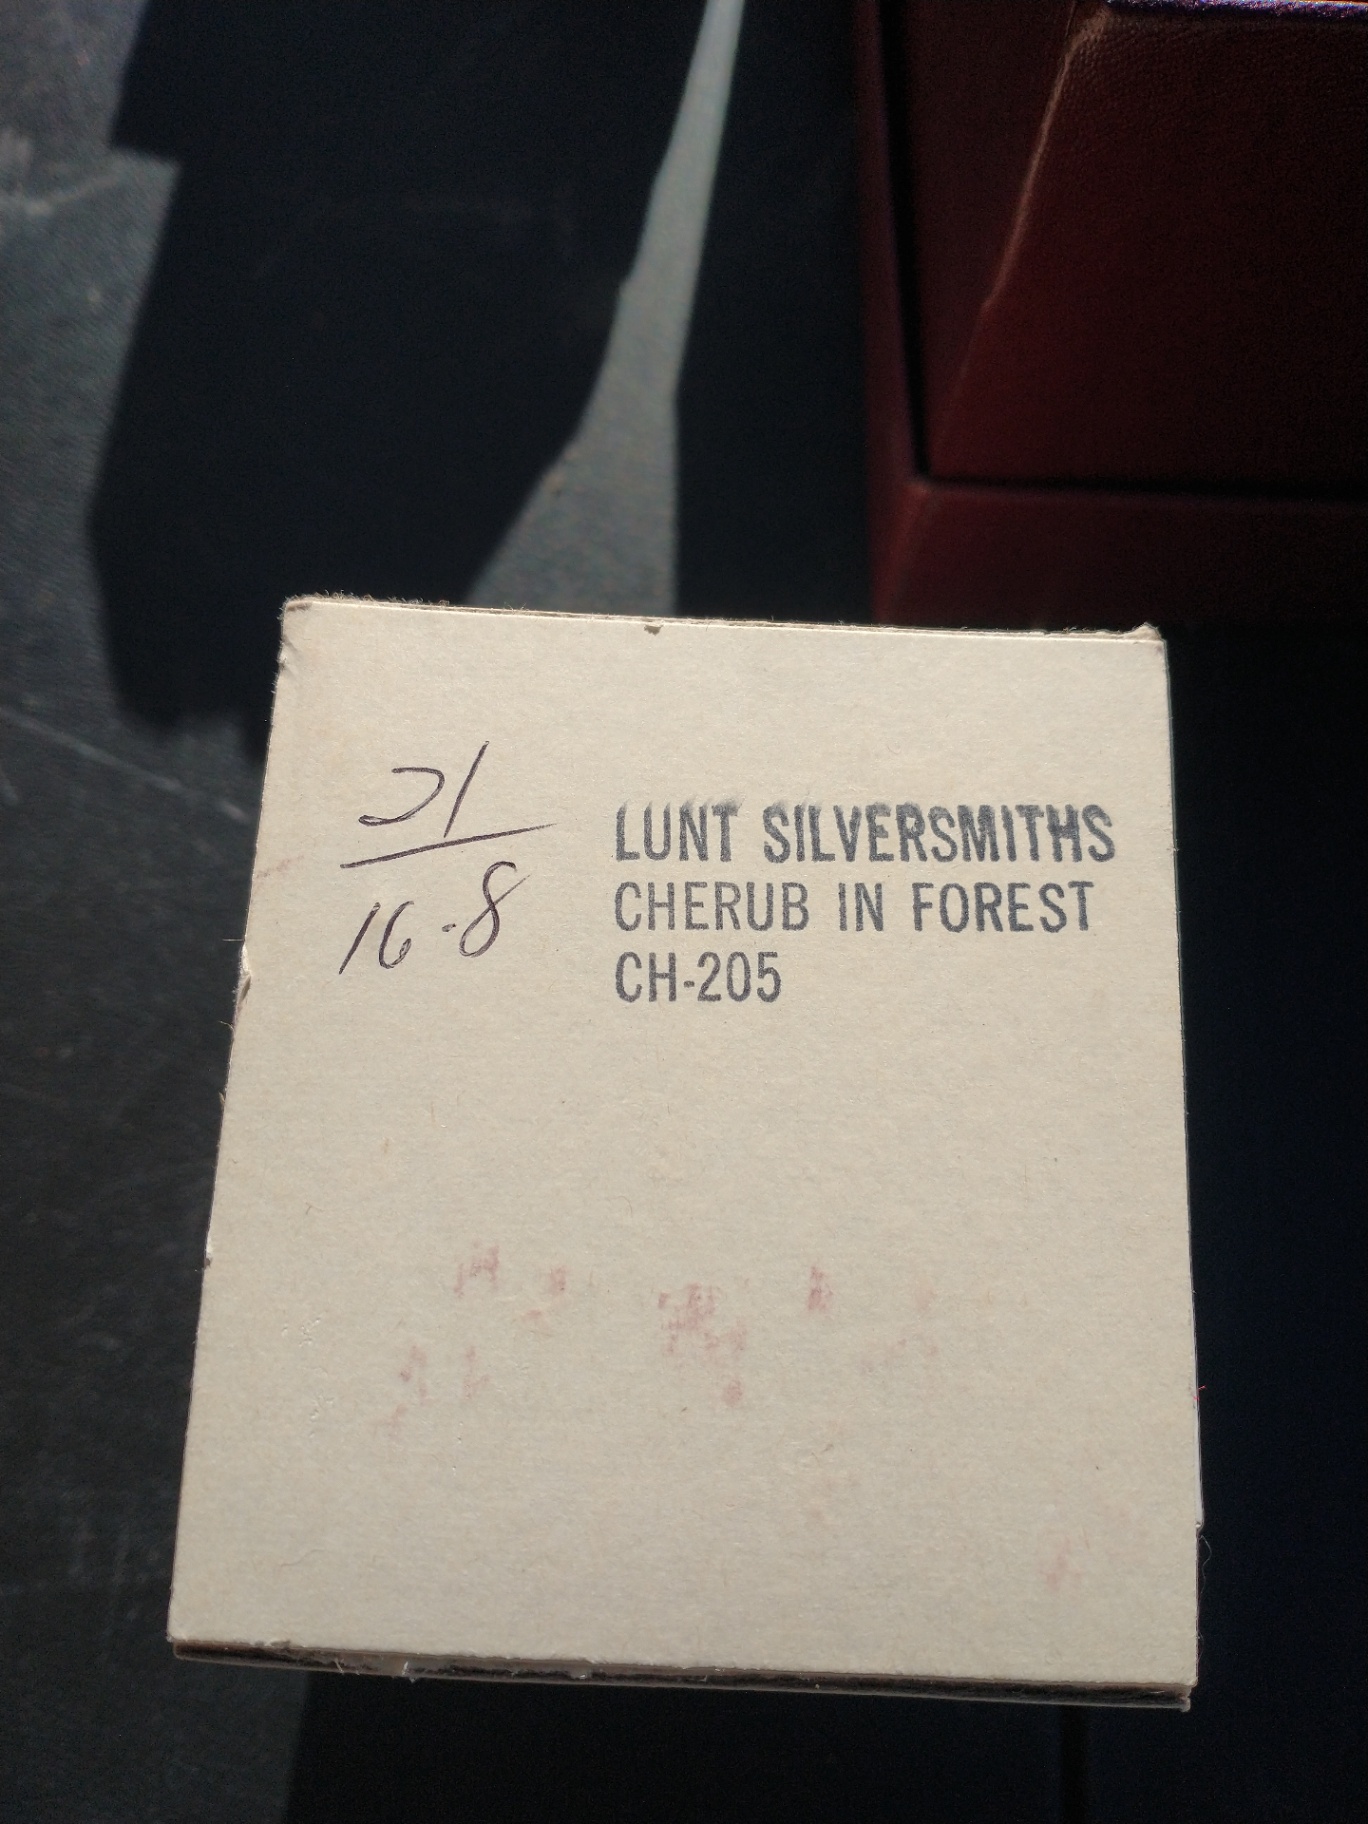 21
16-8
LUNT SILVERSMITHS
CHERUB IN FOREST
CH-205